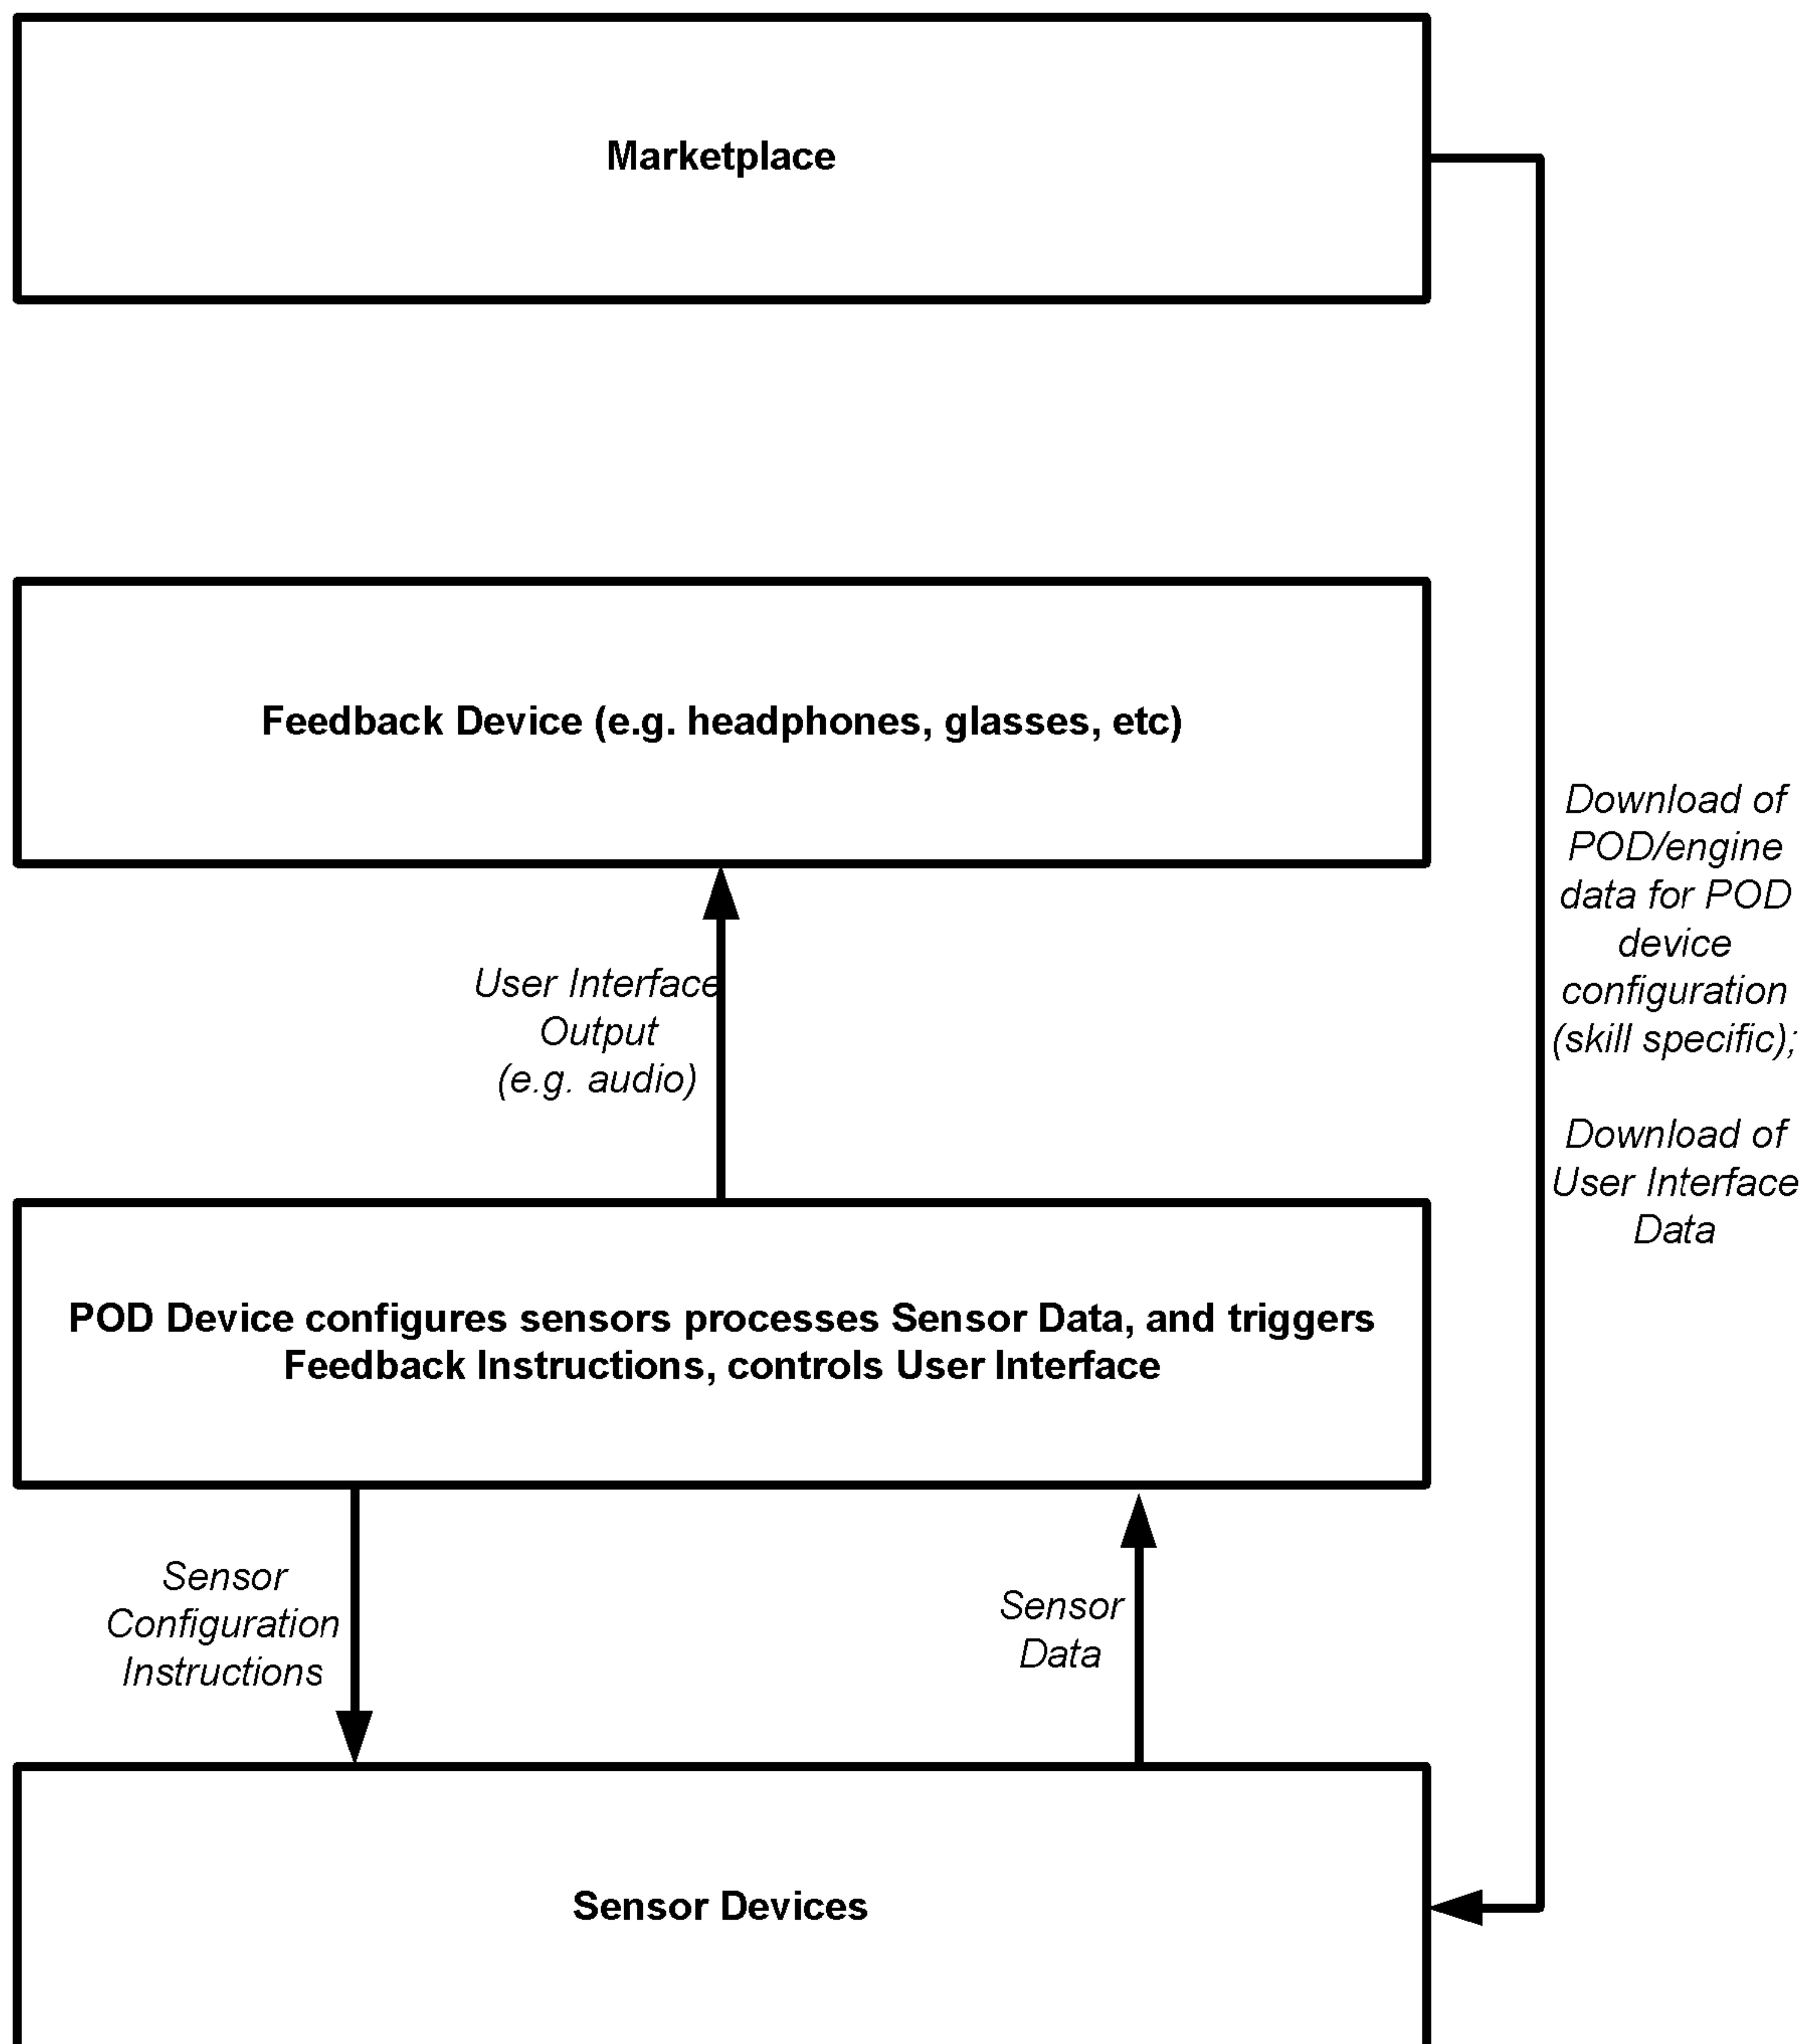 Marketplace
Feedback Device (e.g. headphones, glasses, etc)
Download of
POD/engine
data for POD
device
configuration
(skill specific);
Download of
User Interface
Data
User Interface
Output
(e.g. audio)
POD Device configures sensors processes Sensor Data, and triggers
Feedback Instructions, controls User Interface
Sensor
Configuration
Instructions
Sensor
Data
Sensor Devices